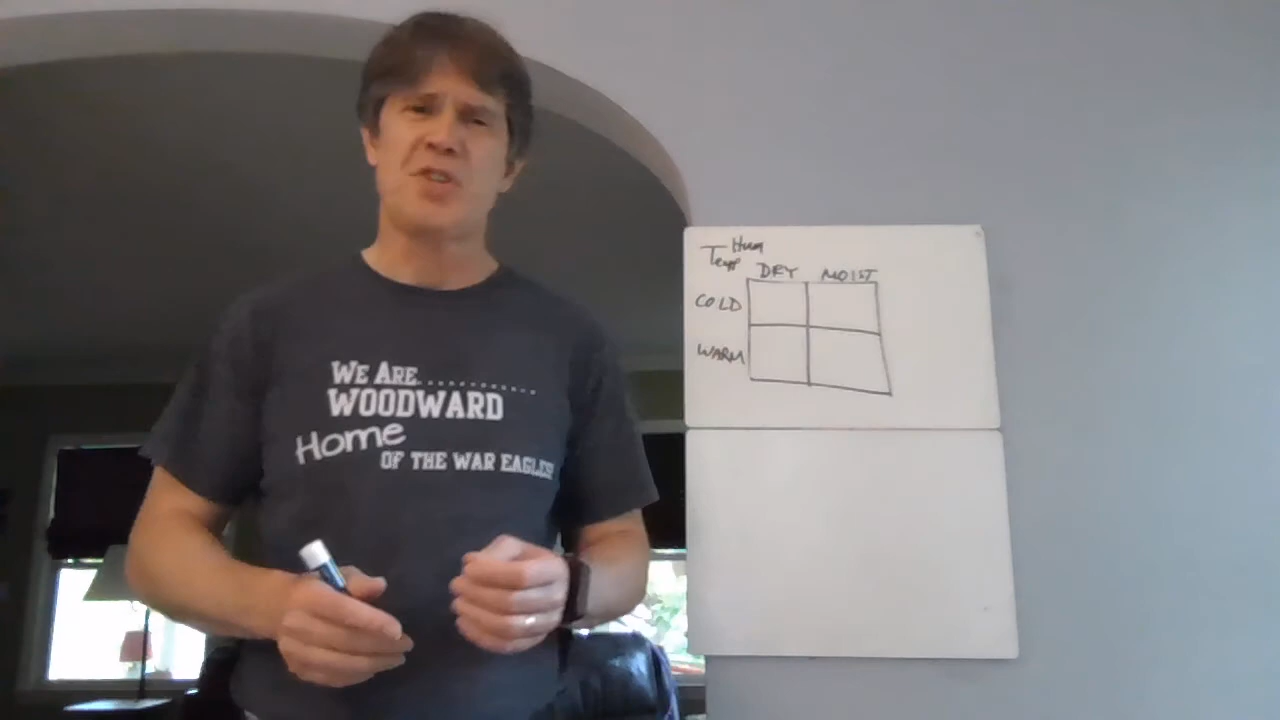 WE ARE............
WOODWARD
Home
OF THE WAR EAGLES!
Hum
Temp
DRY MOIST
COLD
WARM